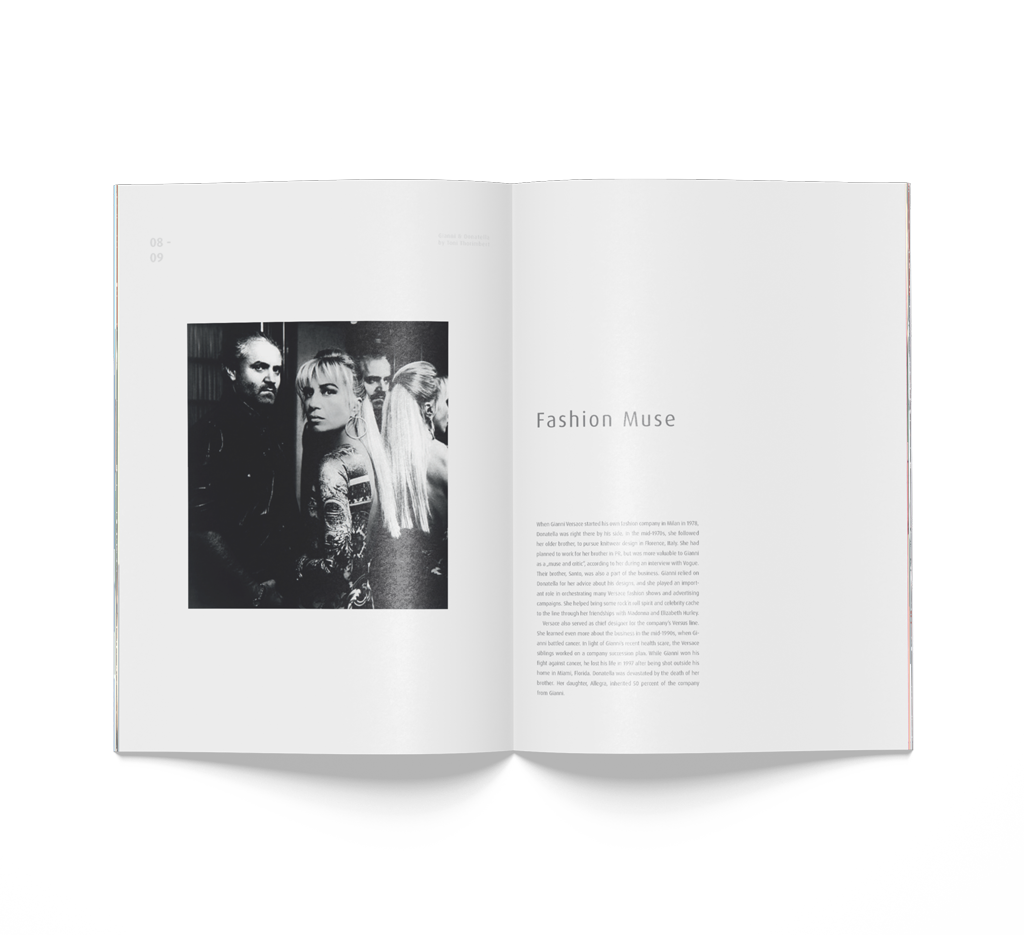 08 -
09
Fashion Muse
When Gianni Versace started his own fashion company in Milan in 1978,
Donatella was right there by his side. In the mid-1970s, she followed
her older brother, to pursue knitwear design in Florence, Italy. She had
planned to work for her brother in PR, but was more valuable to Gianni
as a „muse and critic", according to her during an interview with Vogue.
Their brother, Santo, was also a part of the business. Gianni relied on
Donatella for her advice about his designs, and she played an import-
ant role in orchestrating many Versace fashion shows and advertising
campaigns. She helped bring some rock n roll spirit and celebrity cache
to the line through her friendships with Madonna and Elizabeth Hurley.
Versace also served as chief designer for the company's Versus line.
She learned even more about the business in the mid-1990s, when Gi-
anni battled cancer. In light of Gianni's recent health scare, the Versace
siblings worked on a company succession plan. While Gianni won his
fight against cancer, he lost his life in 1997 after being shot outside his
home in Miami, Florida. Donatella was devastated by the death of her
brother. Her daughter, Allegra, inherited 50 percent of the company
from Gianni.